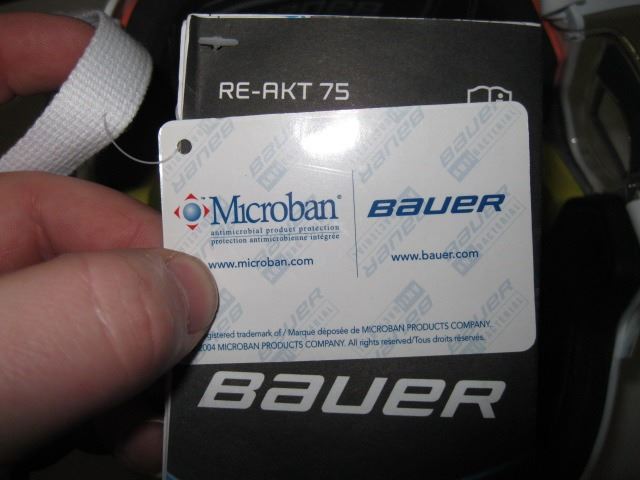 RE-AKT 75
Microban®
antimicrobial product protection
protection antimicrobienne intégrée
www.microban.com
BAUER
www.bauer.com
trademark of / Marque déposée de MICROBAN PRODUCTS COMPANY.
2004 MICROBAN PRODUCTS COMPANY. All rights reserved/Tous droits réservés.
BAUER